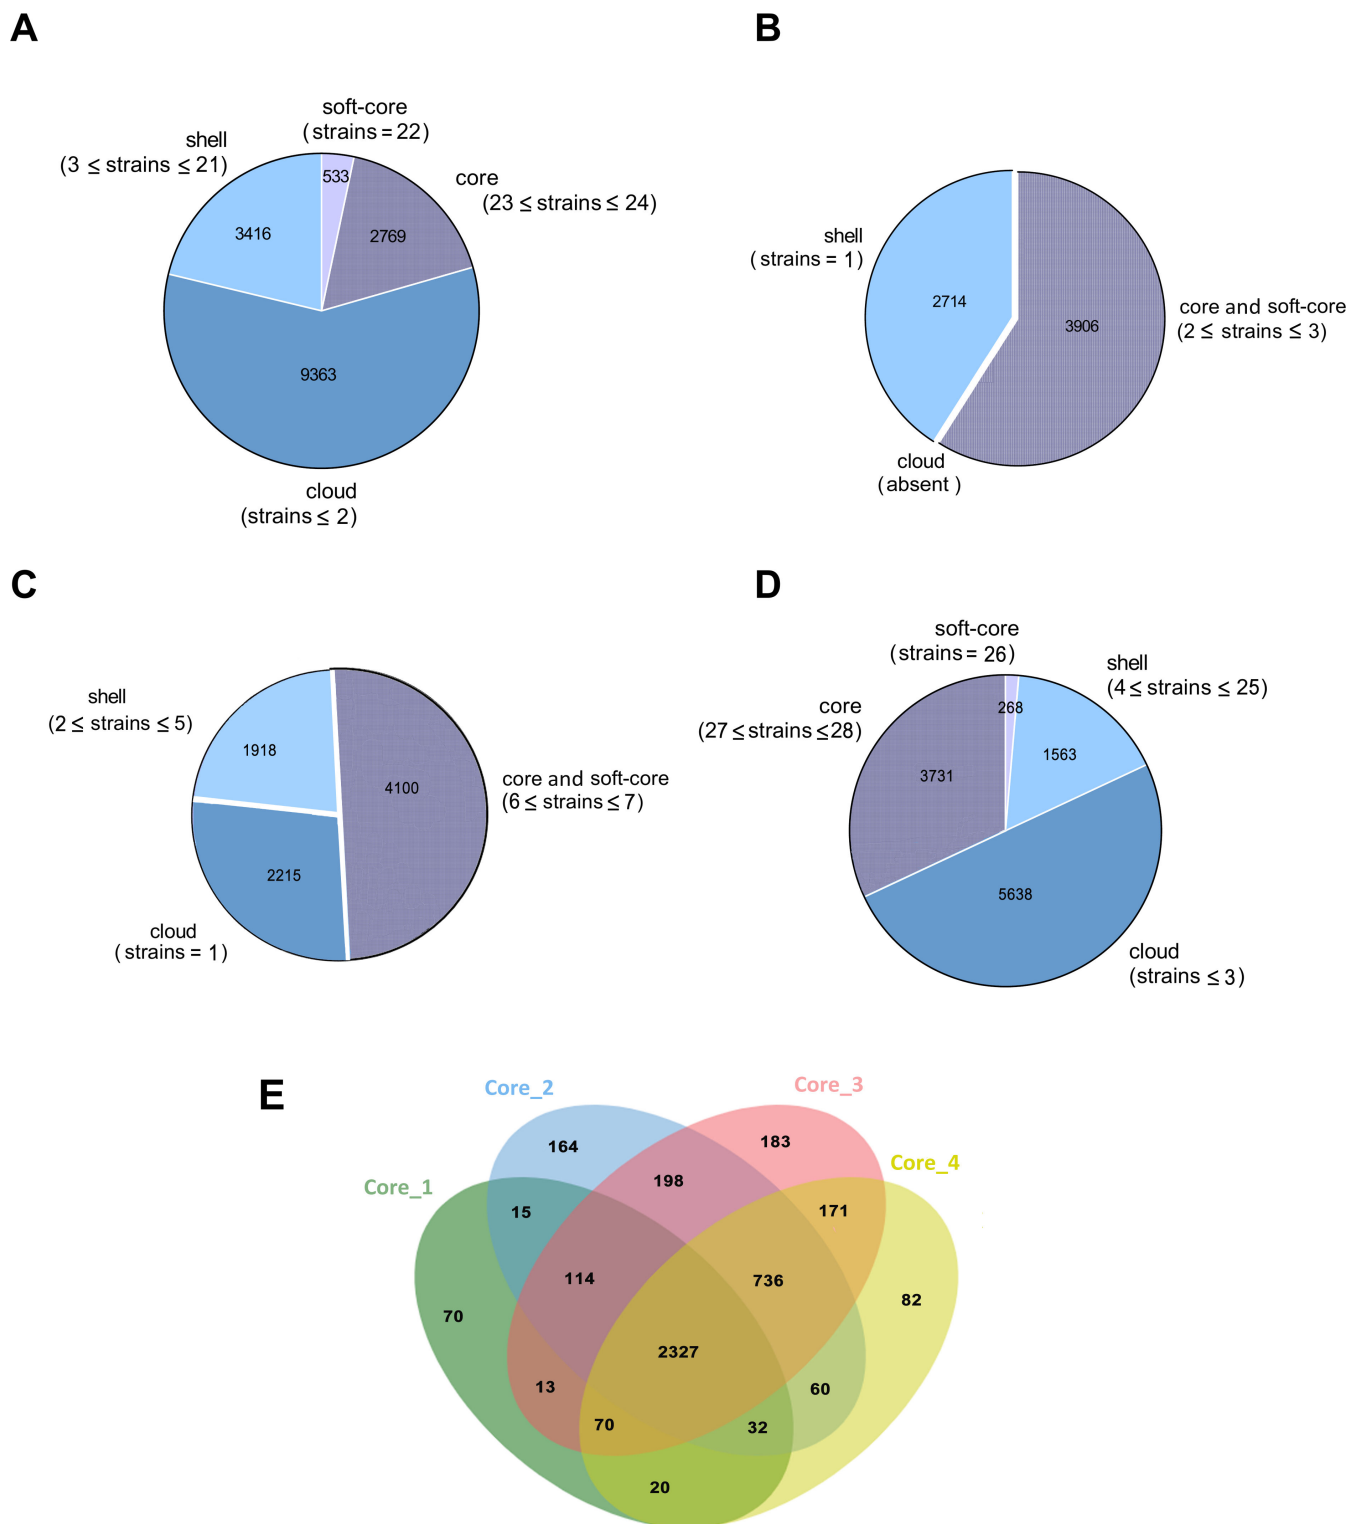 A
soft-core
(strains = 22)
shell
(3 ≤ strains ≤ 21)
core
(23 ≤ strains ≤ 24)
533
3416
2769
9363
cloud
(strains ≤ 2)
B
shell
(strains = 1)
2714
3906
core and soft-core
(2 ≤ strains ≤ 3)
cloud
(absent )
C
shell
(2 ≤ strains ≤ 5)
1918
4100
core and soft-core
(6 ≤ strains ≤ 7)
2215
cloud
(strains = 1)
D
soft-core
(strains = 26)
shell
(4 ≤ strains ≤ 25)
core
(27 ≤strains ≤28)
268
1563
3731
5638
cloud
(strains ≤ 3)
E
Core_2
Core_3
Core_1
Core_4
164
183
198
15
171
114
736
70
82
2327
13
60
70
32
20